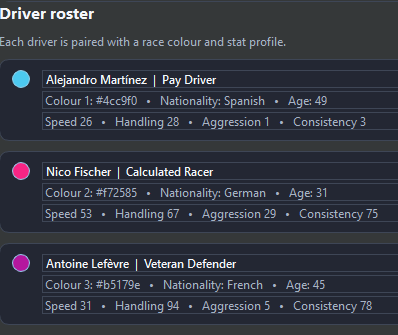 Driver roster
Each driver is paired with a race colour and stat profile.
Alejandro Martínez | Pay Driver
Colour 1: #4cc9f0 • Nationality: Spanish • Age: 49
Speed 26 • Handling 28 • Aggression 1 • Consistency 3
Nico Fischer | Calculated Racer
Colour 2: #f72585 • Nationality: German • Age: 31
Speed 53 • Handling 67 • Aggression 29 • Consistency 75
Antoine Lefèvre | Veteran Defender
Colour 3: #b5179e • Nationality: French • Age: 45
Speed 31 • Handling 94 • Aggression 5 • Consistency 78